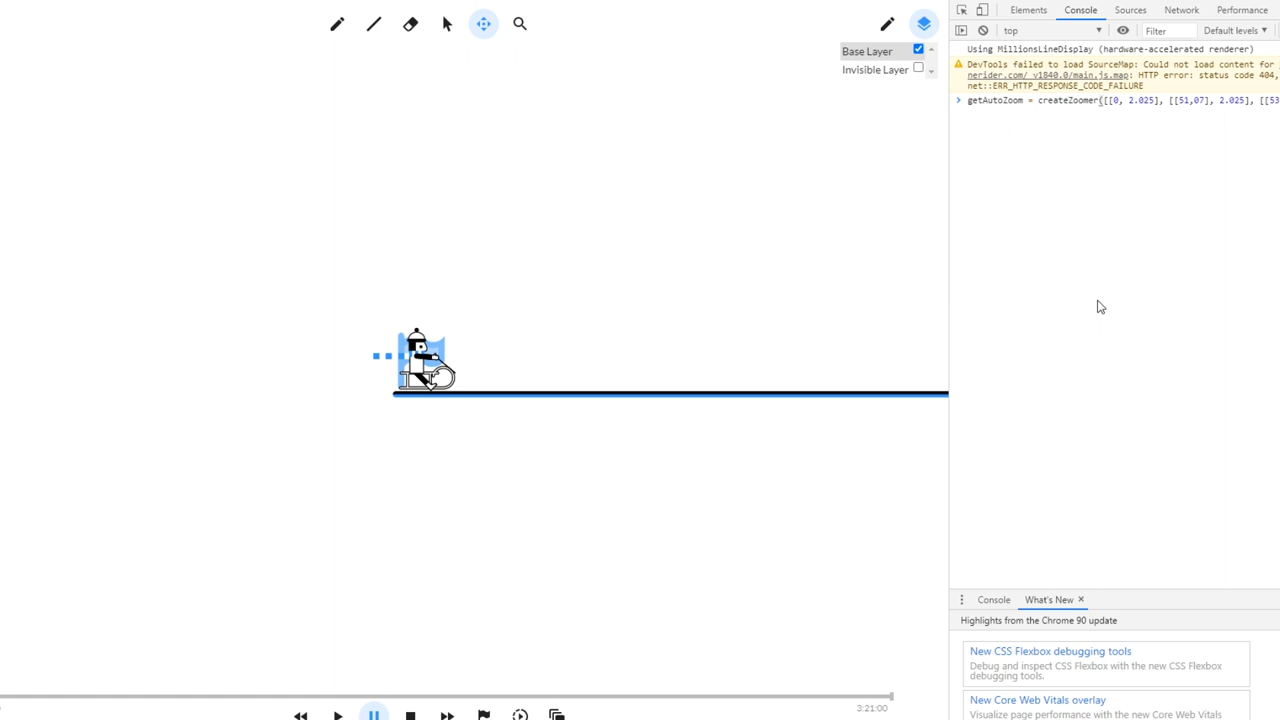 Elements Console Sources Network Performance
top Filter Default levels
Base Layer
Invisible Layer
Using MillionsLineDisplay (hardware-accelerated renderer)
DevTools failed to load SourceMap: Could not load content for
nerider.com/_v1840.0/main.js.map: HTTP error: status code 404,
net::ERR_HTTP_RESPONSE_CODE_FAILURE
getAutoZoom = createZoomer([[0, 2.025], [[51,07], 2.025], [[53
Console What's New
Highlights from the Chrome 90 update
New CSS Flexbox debugging tools
Debug and inspect CSS Flexbox with the new CSS Flexbox
debugging tools.
New Core Web Vitals overlay
Visualize page performance with the new Core Web Vitals
3:21:00